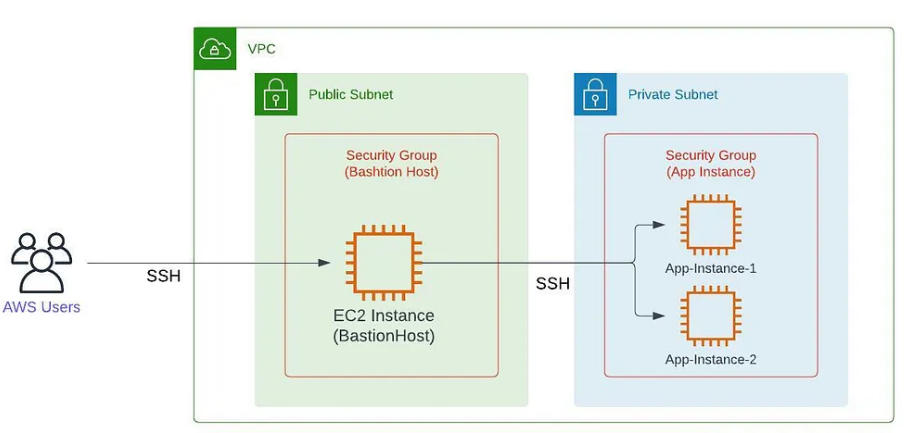 VPC
Public Subnet
Private Subnet
Security Group
(Bashtion Host)
Security Group
(App Instance)
SSH
AWS Users
EC2 Instance
(BastionHost)
SSH
App-Instance-1
App-Instance-2